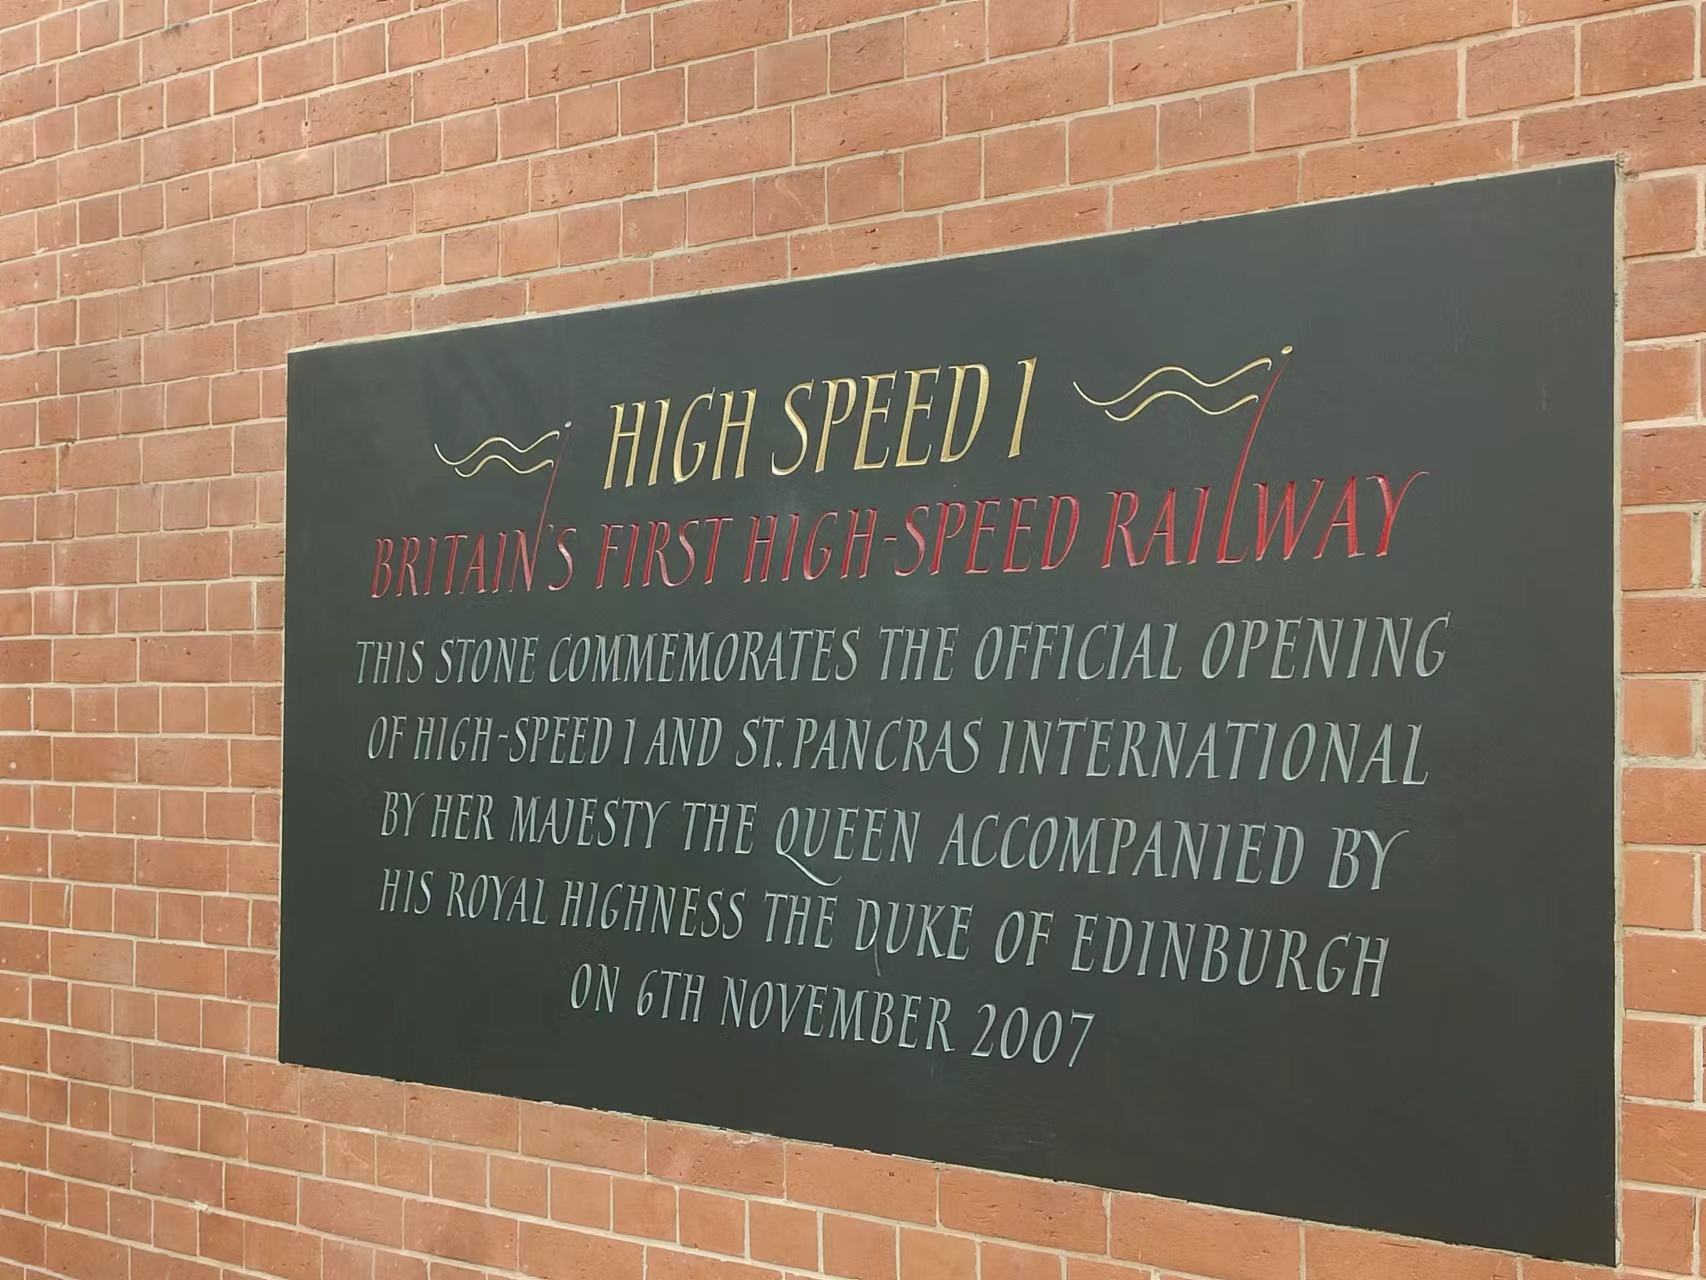 HIGH SPEED 1
BRITAIN'S FIRST HIGH-SPEED RAILWAY
THIS STONE COMMEMORATES THE OFFICIAL OPENING
OF HIGH-SPEED 1 AND ST. PANCRAS INTERNATIONAL
BY HER MAJESTY THE QUEEN ACCOMPANIED BY
HIS ROYAL HIGHNESS THE DUKE OF EDINBURGH
ON 6TH NOVEMBER 2007